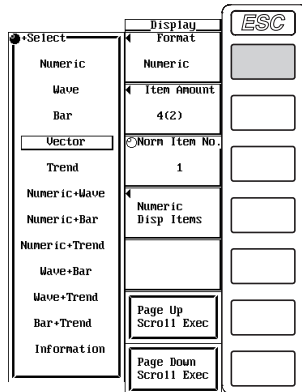 +Select
Numeric
Wave
Bar
Vector
Trend
Numeric+Wave
Numeric+Bar
Numeric+Trend
Wave+Bar
Wave+Trend
Bar+Trend
Information
Display
Format
Numeric
Item Amount
4(2)
Norm Item No.
1
Numeric
Disp Items
Page Up
Scroll Exec
Page Down
Scroll Exec
ESC